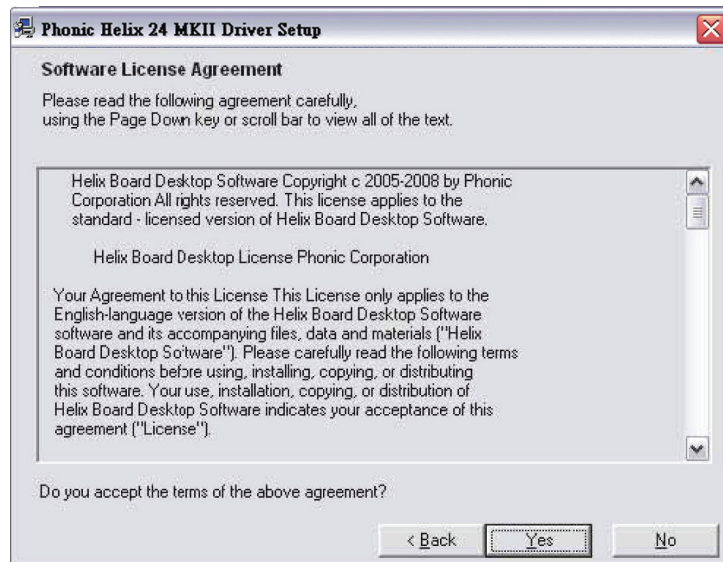 Phonic Helix 24 MKII Driver Setup
Software License Agreement
Please read the following agreement carefully,
using the Page Down key or scroll bar to view all of the text.
Helix Board Desktop Software Copyright c 2005-2008 by Phonic
Corporation All rights reserved. This license applies to the
standard - licensed version of Helix Board Desktop Software.
Helix Board Desktop License Phonic Corporation
Your Agreement to this License This License only applies to the
English-language version of the Helix Board Desktop Software
software and its accompanying files, data and materials ("Helix
Board Desktop Software"). Please carefully read the following terms
and conditions before using, installing, copying, or distributing
this software. Your use, installation, copying, or distribution of
Helix Board Desktop Software indicates your acceptance of this
agreement ("License").
Do you accept the terms of the above agreement?
< Back
Yes
No